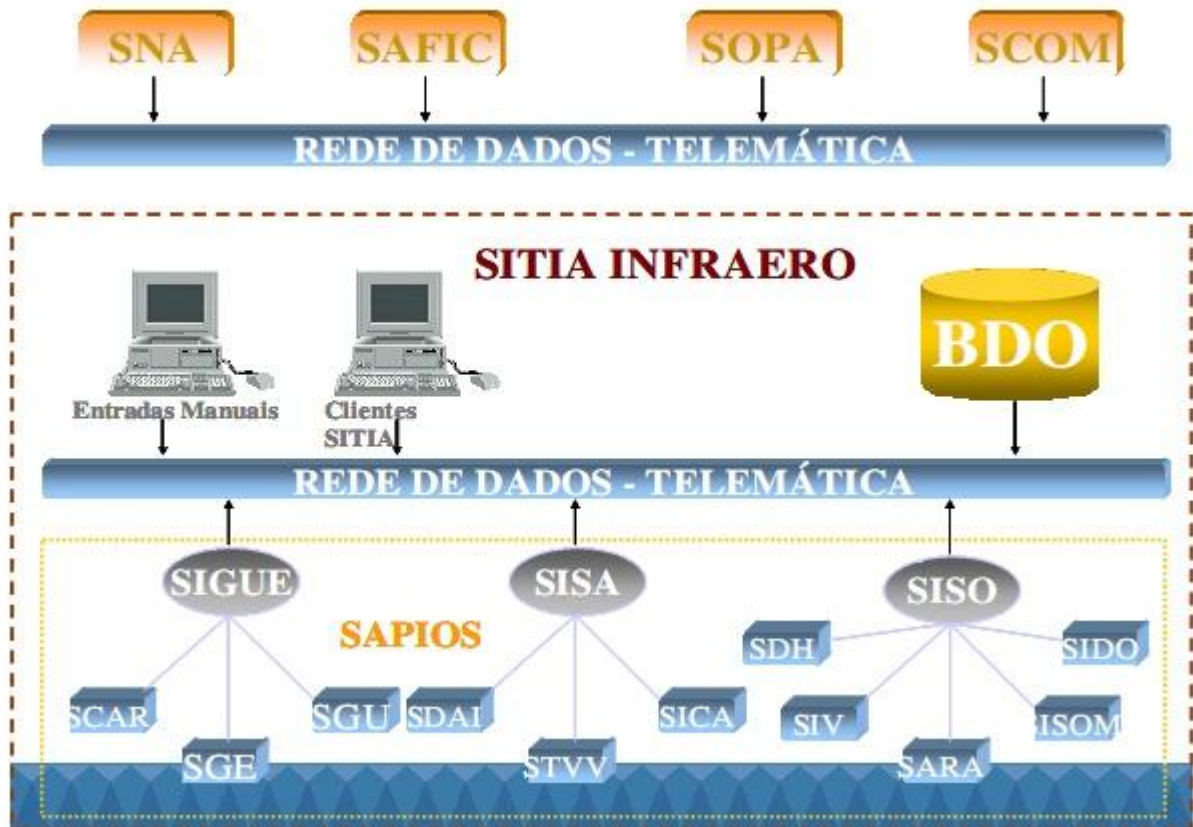 SNA SAFIC SOPA SCOM
REDE DE DADOS - TELEMÁTICA
SITIA INFRAERO
BDO
Entradas Manuais
Clientes
SITIA
REDE DE DADOS - TELEMÁTICA
SIGUE SISA SISO
SAPIOS
SDH SIDO
SCAR SGU SDAI SICA SIV SISOM
SGE STVV SARA